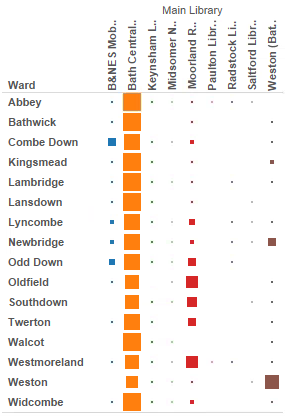 Main Library
Ward
B&NES Mob..
Bath Central..
Keynsham L..
Midsomer N..
Moorland R..
Paulton Libr..
Radstock Li..
Saltford Libr..
Weston (Bat..
Abbey
Bathwick
Combe Down
Kingsmead
Lambridge
Lansdown
Lyncombe
Newbridge
Odd Down
Oldfield
Southdown
Twerton
Walcot
Westmoreland
Weston
Widcombe